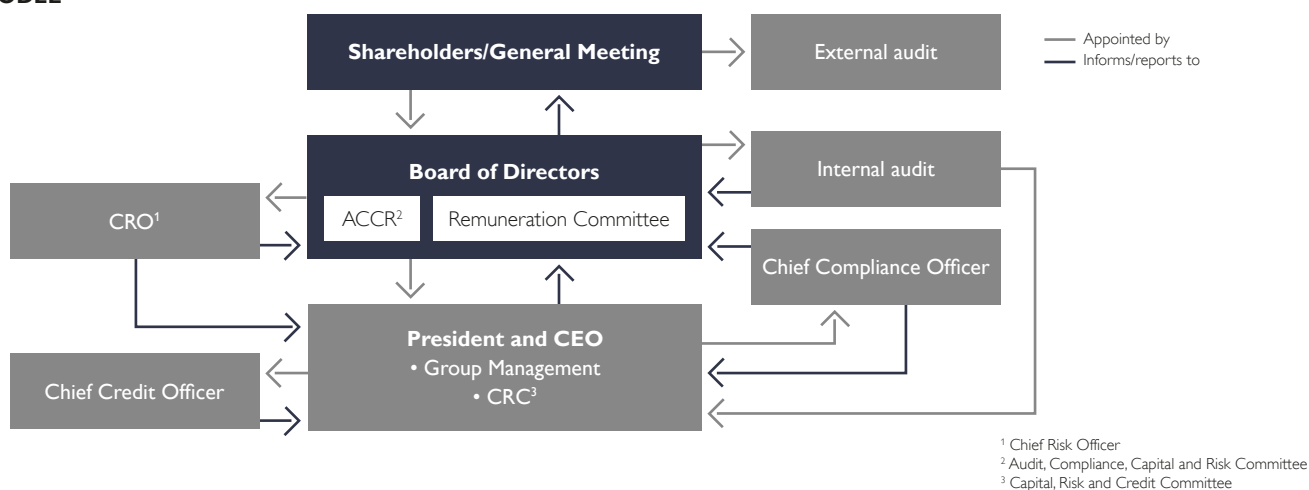 Shareholders/General Meeting
External audit
Appointed by
Informs/reports to
Board of Directors
Internal audit
ACCR²
Remuneration Committee
CRO¹
Chief Compliance Officer
President and CEO
• Group Management
• CRC³
Chief Credit Officer
¹ Chief Risk Officer
² Audit, Compliance, Capital and Risk Committee
³ Capital, Risk and Credit Committee